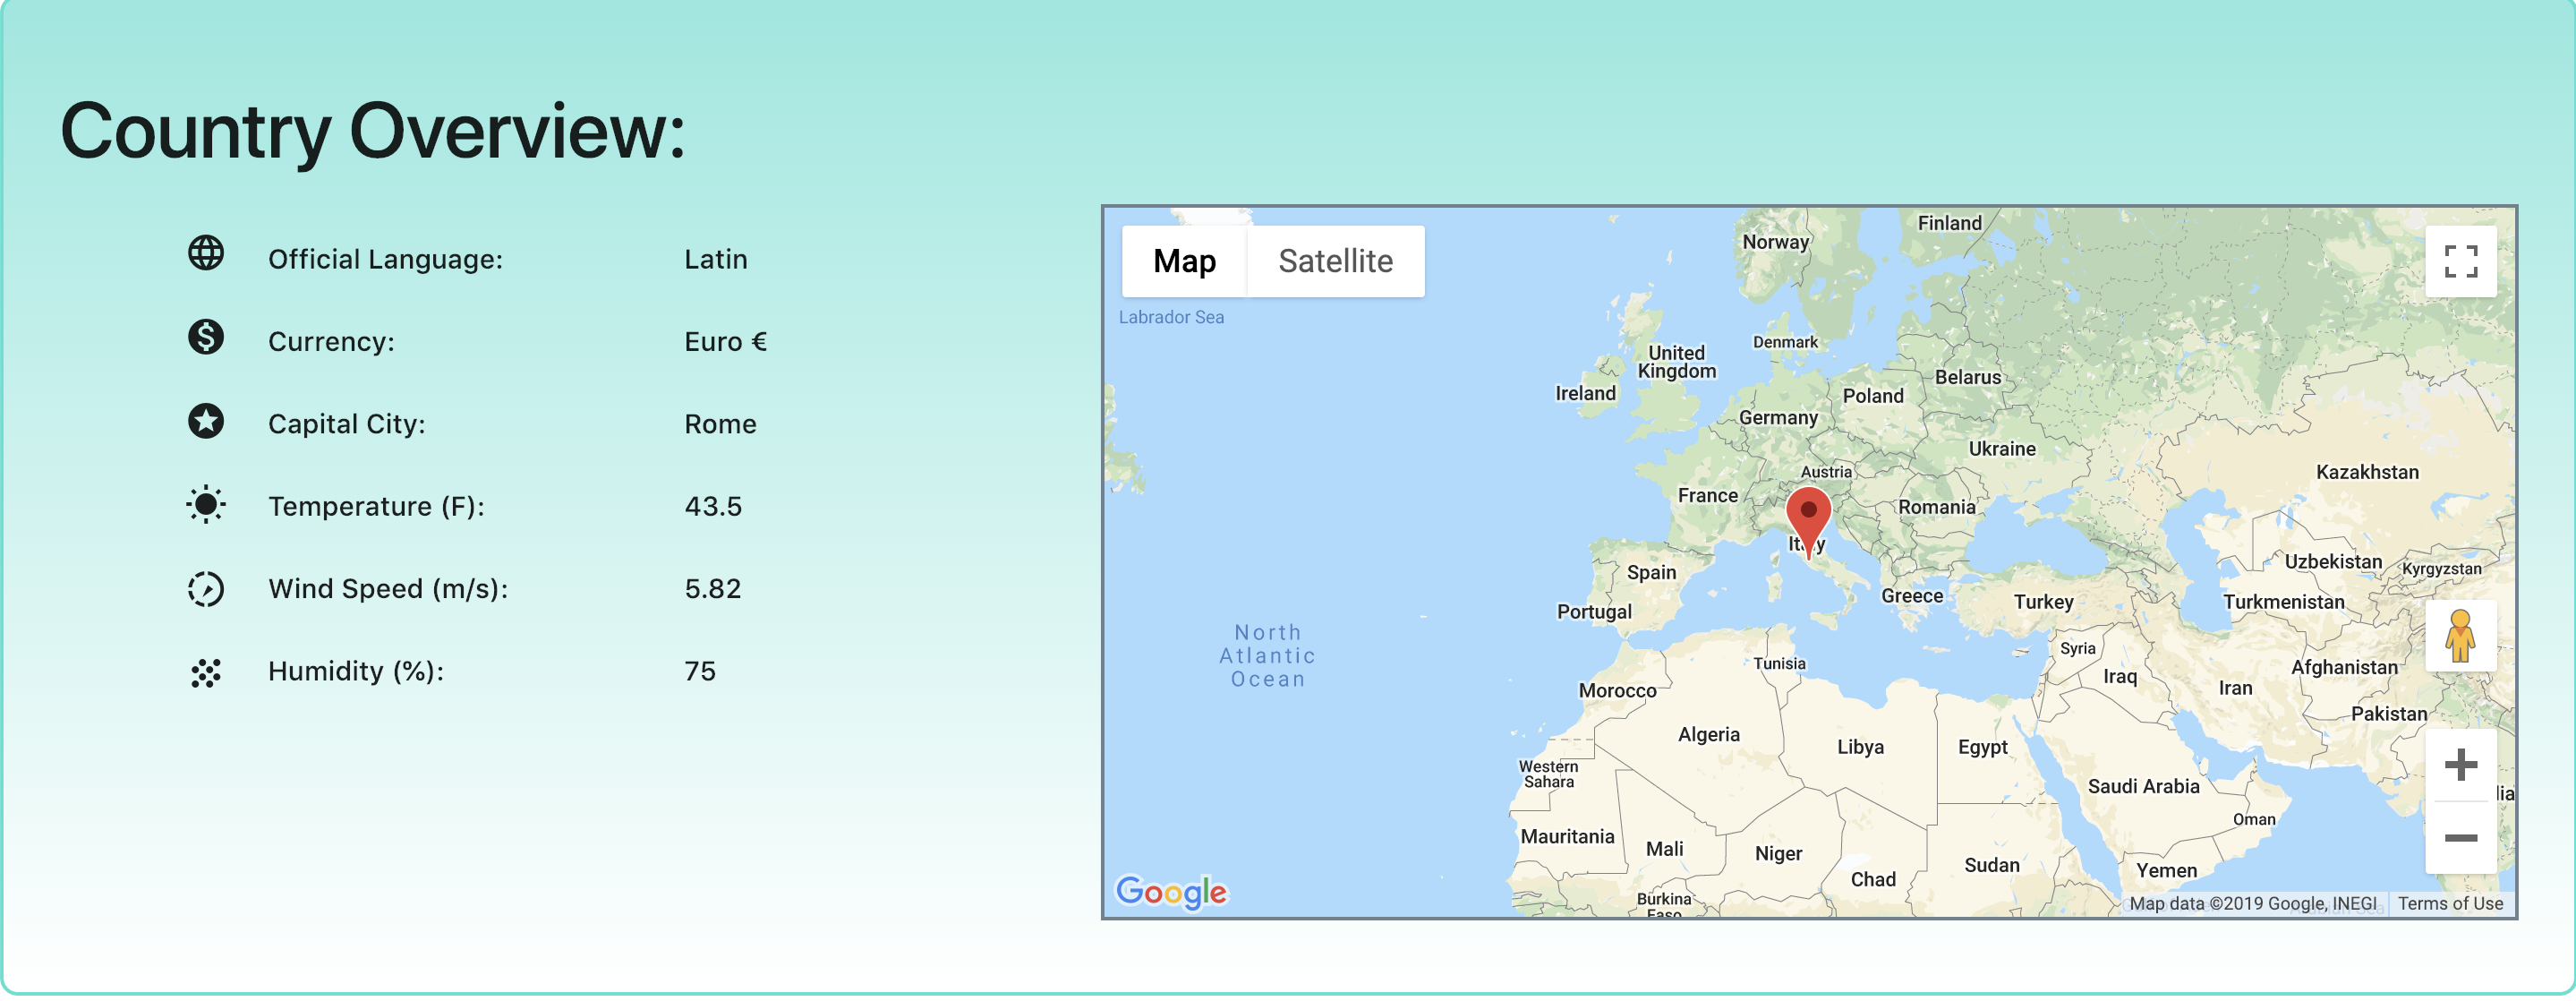 Country Overview:
Official Language: Latin
Currency: Euro €
Capital City: Rome
Temperature (F): 43.5
Wind Speed (m/s): 5.82
Humidity (%): 75
Map Satellite
Labrador Sea
Finland
Norway
Denmark
United
Kingdom
Ireland
Belarus
Poland
Germany
Ukraine
Austria
Kazakhstan
France
Romania
Italy
Uzbekistan
Kyrgyzstan
Spain
Portugal
Greece
Turkey
Turkmenistan
North
Atlantic
Ocean
Syria
Tunisia
Afghanistan
Iraq
Iran
Morocco
Pakistan
Algeria
Libya
Egypt
Western
Sahara
Saudi Arabia
Oman
Mauritania
Mali
Niger
Sudan
Yemen
Chad
Burkina
Faso
Google
Map data ©2019 Google, INEGI Terms of Use